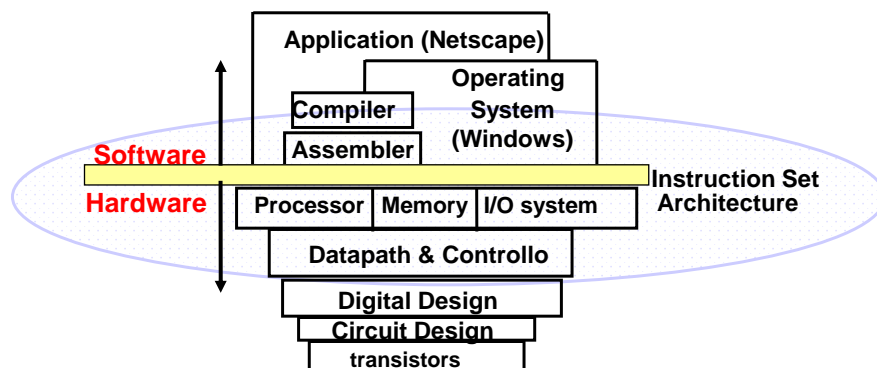 Application (Netscape)
Operating
System
(Windows)
Compiler
Assembler
Software
Hardware
Instruction Set
Architecture
Processor
Memory
I/O system
Datapath & Controllo
Digital Design
Circuit Design
transistors